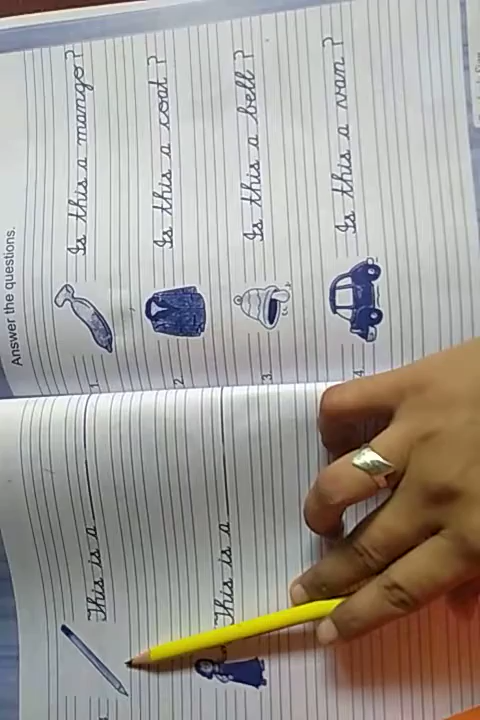 Answer the questions.
1. Is this a mango?
2. Is this a coat?
3. Is this a bell?
4. Is this a van?
This is a
This is a